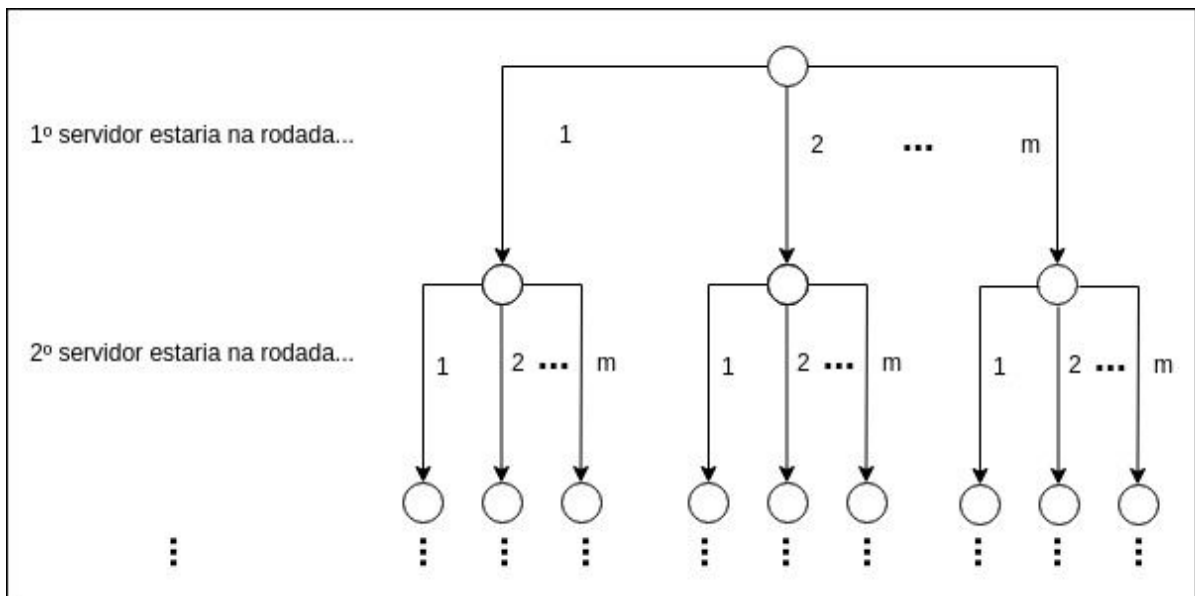 1º servidor estaria na rodada...
1
2
...
m
2º servidor estaria na rodada...
1
2
...
m
1
2
...
m
1
2
...
m